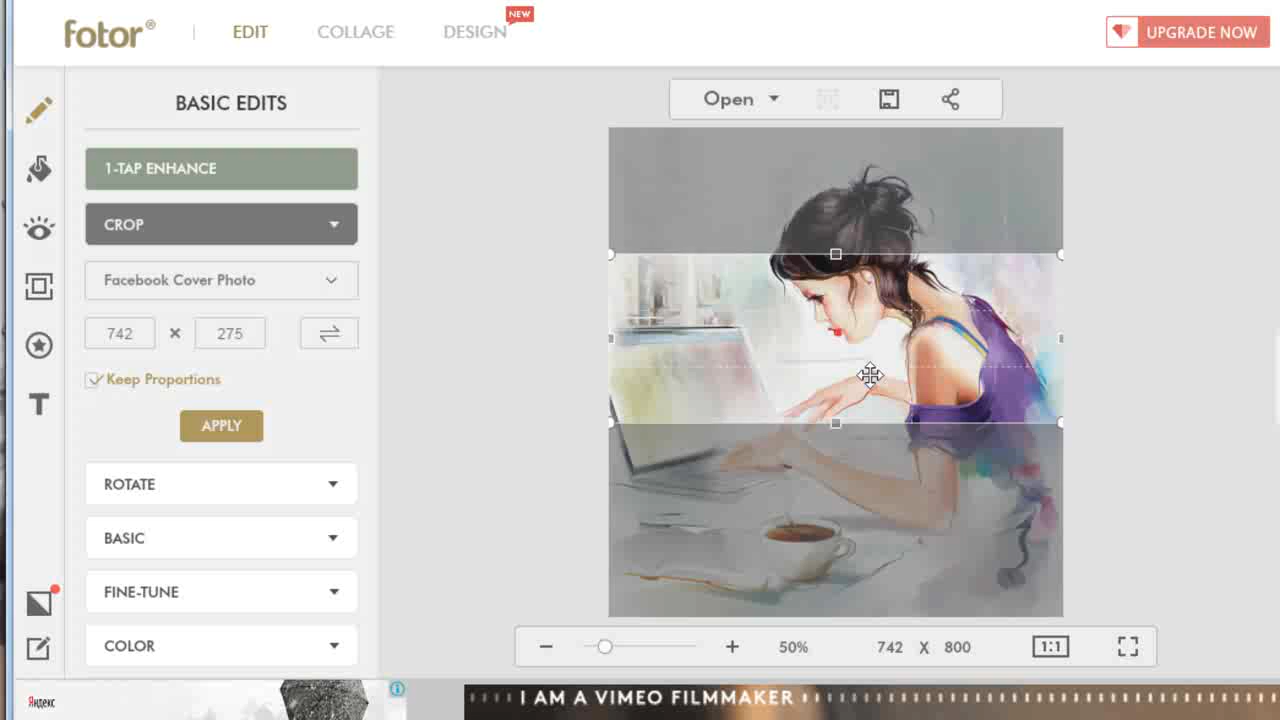 fotor®
EDIT
COLLAGE
DESIGN
NEW
UPGRADE NOW
BASIC EDITS
1-TAP ENHANCE
CROP
Facebook Cover Photo
742 × 275
Keep Proportions
APPLY
ROTATE
BASIC
FINE-TUNE
COLOR
Open
50%
742 X 800
1:1
Яндекс
I AM A VIMEO FILMMAKER